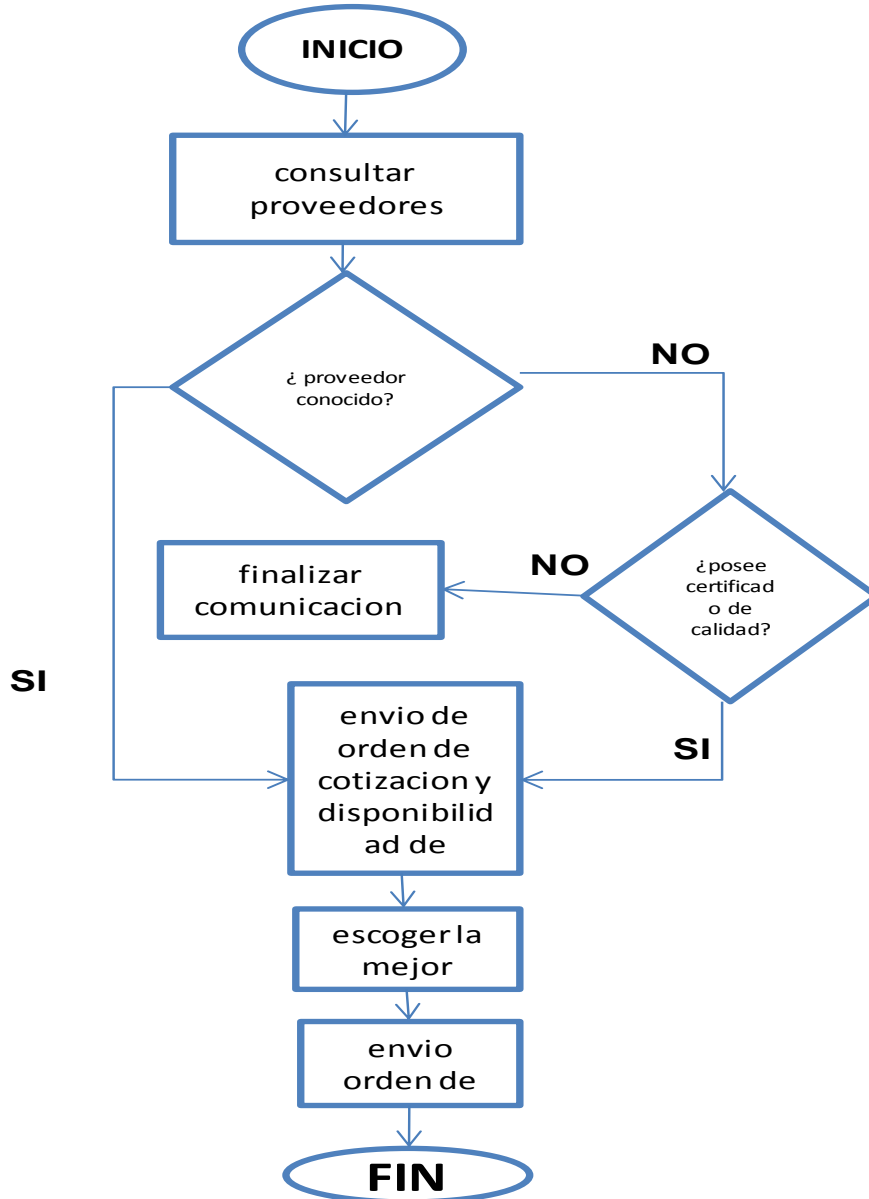 INICIO
consultar
proveedores
NO
¿ proveedor
conocido?
¿posee
certificad
o de
calidad?
NO
finalizar
comunicacion
SI
envio de
orden de
cotizacion y
disponibilid
ad de
SI
escoger la
mejor
envio
orden de
FIN